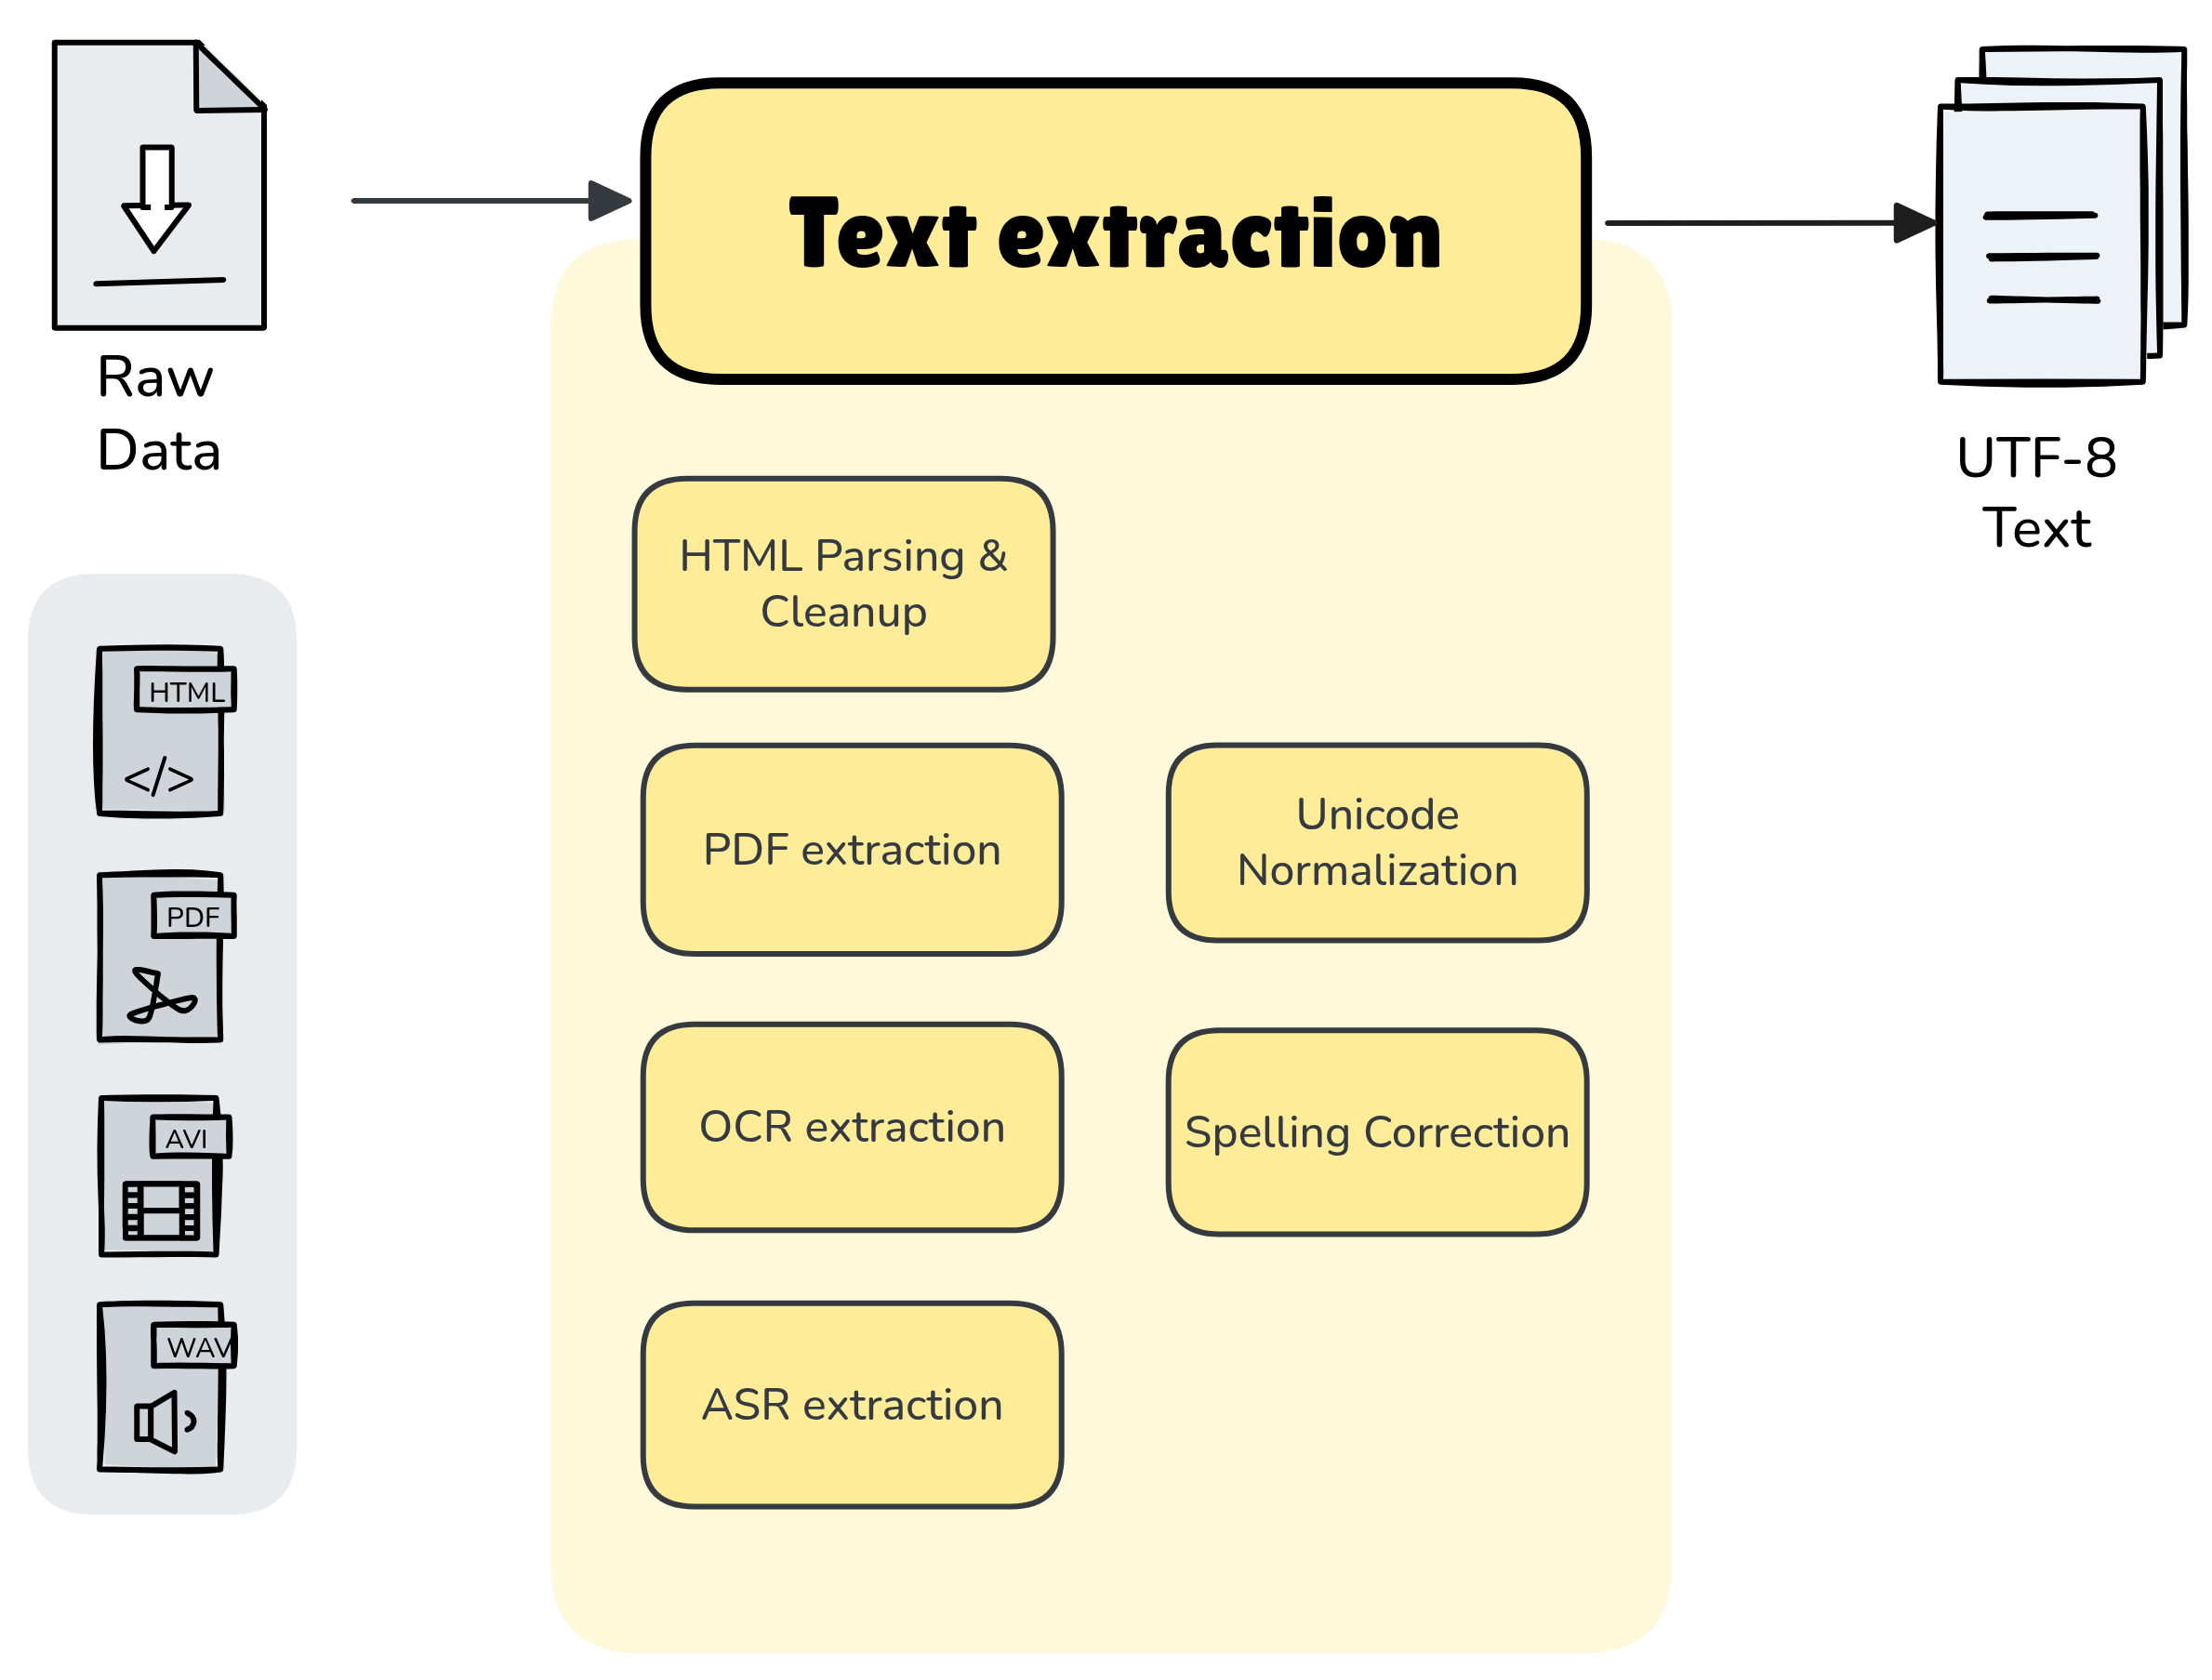 Raw
Data
HTML
</>
PDF
AVI
WAV
Text extraction
HTML Parsing &
Cleanup
PDF extraction
OCR extraction
ASR extraction
Unicode
Normalization
Spelling Correction
UTF-8
Text